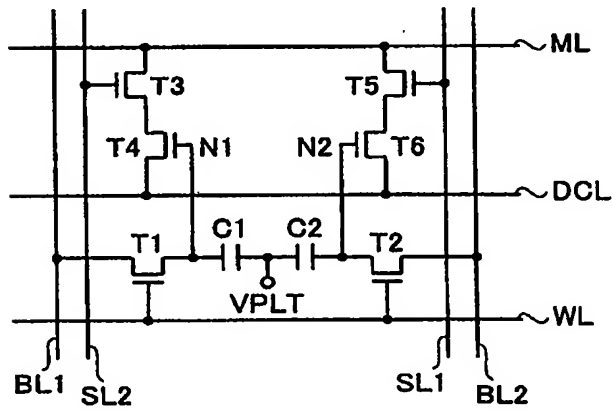 ML
T3 T5
T4 N1 N2 T6
DCL
C1 C2
T1 T2
VPLT
WL
BL1 SL2 SL1 BL2